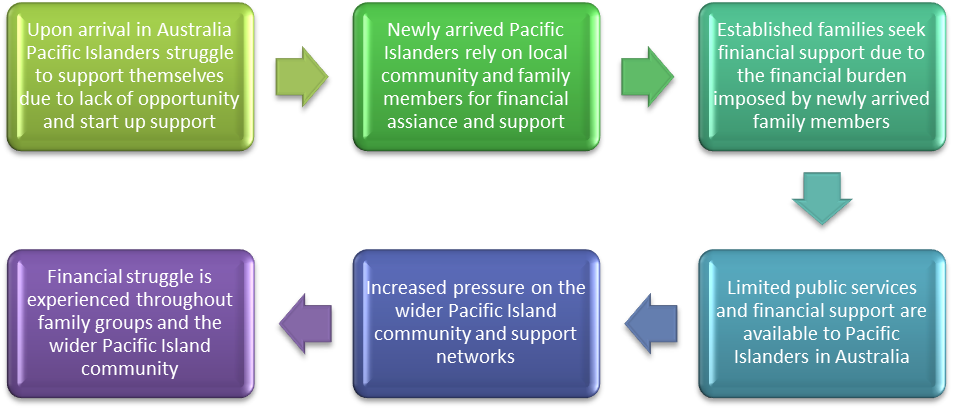 Upon arrival in Australia
Pacific Islanders struggle
to support themselves
due to lack of opportunity
and start up support
Newly arrived Pacific
Islanders rely on local
community and family
members for financial
assiance and support
Established families seek
finiancial support due to
the financial burden
imposed by newly arrived
family members
Limited public services
and financial support are
available to Pacific
Islanders in Australia
Increased pressure on the
wider Pacific Island
community and support
networks
Financial struggle is
experienced throughout
family groups and the
wider Pacific Island
community